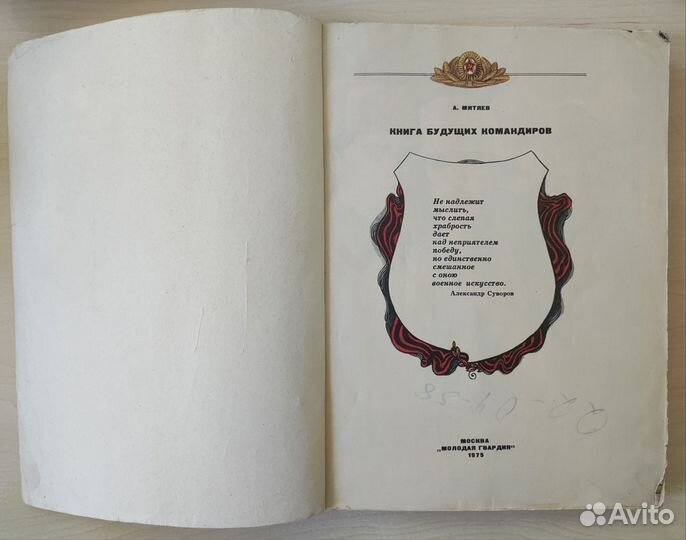 А. МИТЯЕВ
КНИГА БУДУЩИХ КОМАНДИРОВ
Не надлежит
мыслить,
что слепая
храбрость
дает
над неприятелем
победу,
но единственно
смешанное
с оною
военное искусство.
Александр Суворов
МОСКВА
„МОЛОДАЯ ГВАРДИЯ"
1975
Avito